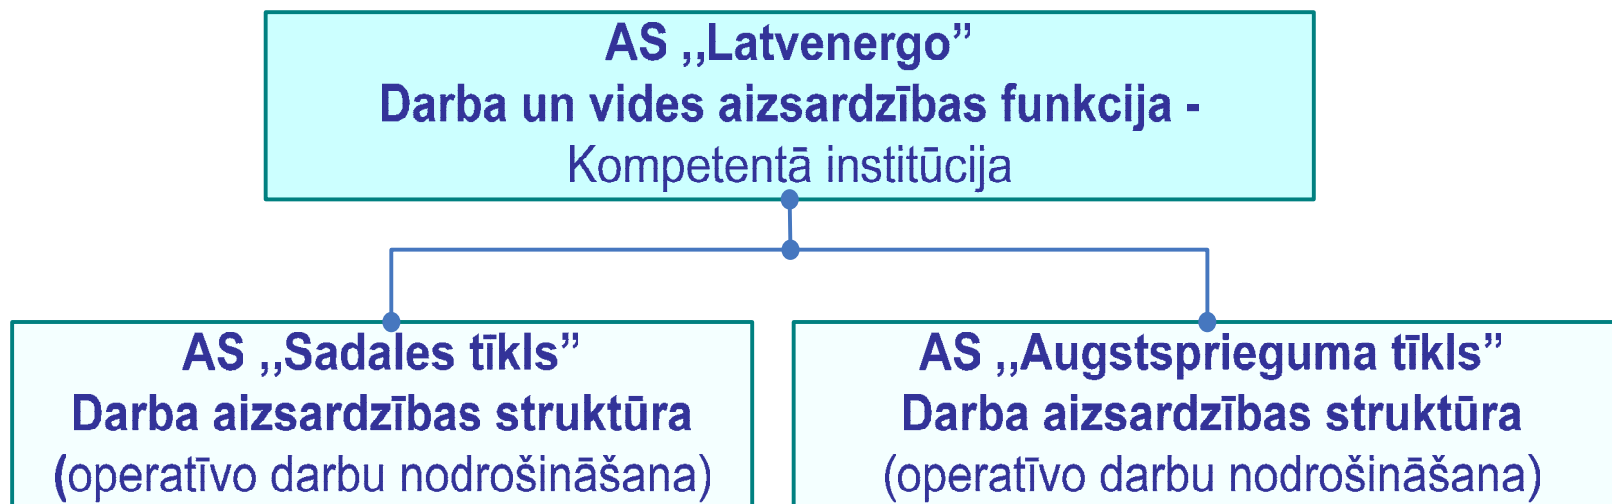 AS ,,Latvenergo”
Darba un vides aizsardzības funkcija -
Kompetentā institūcija
AS ,,Sadales tīkls”
Darba aizsardzības struktūra
(operatīvo darbu nodrošināšana)
AS ,,Augstsprieguma tīkls”
Darba aizsardzības struktūra
(operatīvo darbu nodrošināšana)